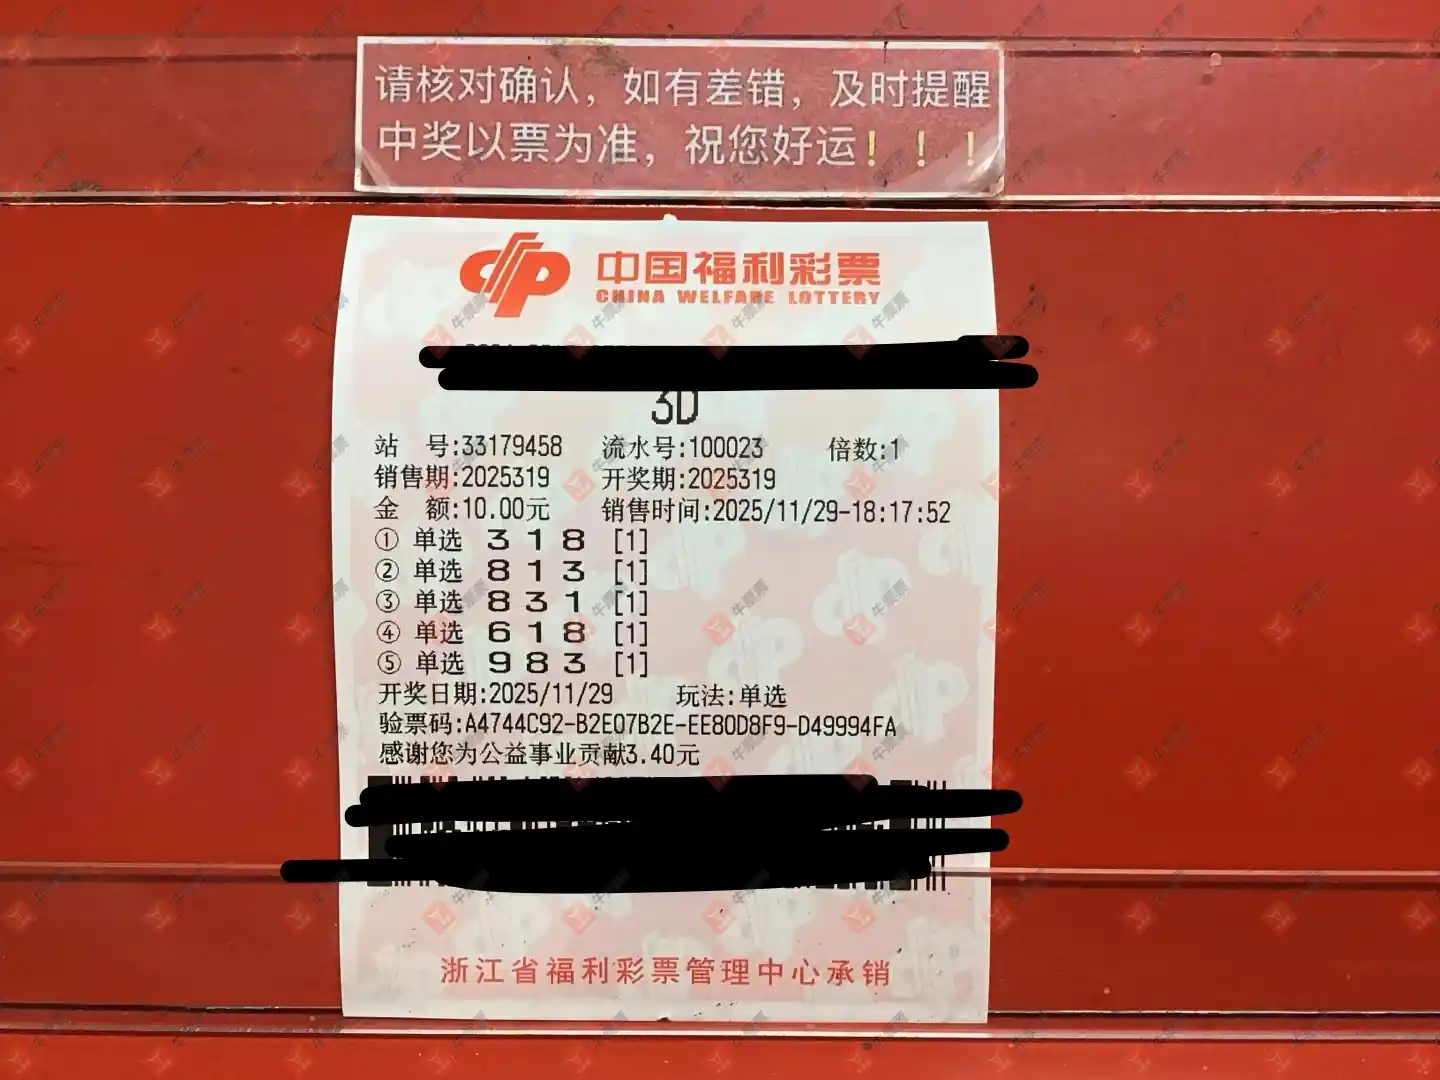 请核对确认，如有差错，及时提醒
中奖以票为准，祝您好运！！！
中国福利彩票
CHINA WELFARE LOTTERY
3D
站 号:33179458 流水号:100023 倍数:1
销售期:2025319 开奖期:2025319
金 额:10.00元 销售时间:2025/11/29-18:17:52
① 单选 3 1 8 [1]
② 单选 8 1 3 [1]
③ 单选 8 3 1 [1]
④ 单选 6 1 8 [1]
⑤ 单选 9 8 3 [1]
开奖日期:2025/11/29 玩法:单选
验票码:A4744C92-B2E07B2E-EE80D8F9-D49994FA
感谢您为公益事业贡献3.40元
浙江省福利彩票管理中心承销
牛票票